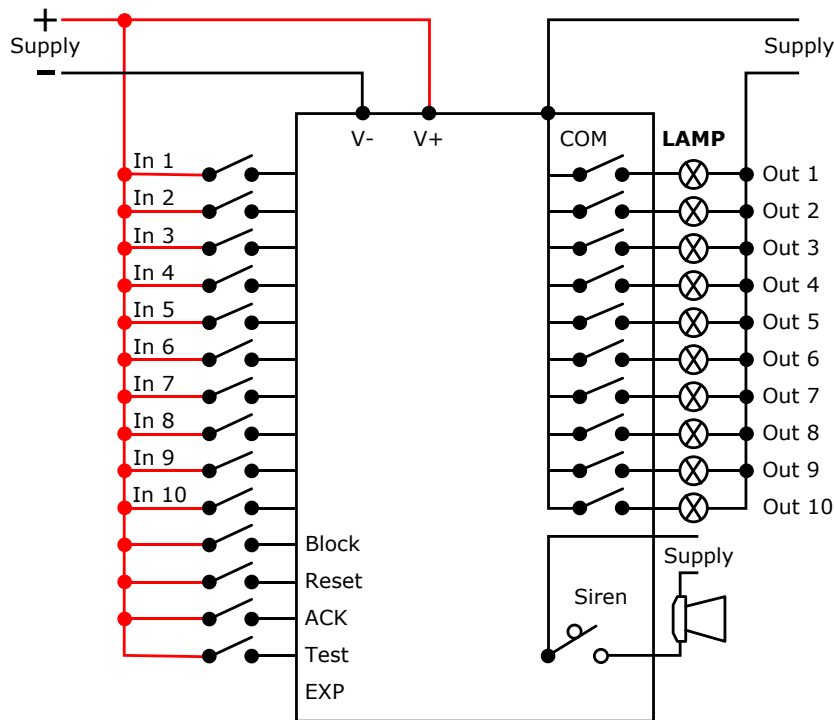 +
Supply
-
Supply
V-
V+
COM
LAMP
In 1
Out 1
In 2
Out 2
In 3
Out 3
In 4
Out 4
In 5
Out 5
In 6
Out 6
In 7
Out 7
In 8
Out 8
In 9
Out 9
In 10
Out 10
Block
Supply
Reset
Siren
ACK
Test
EXP